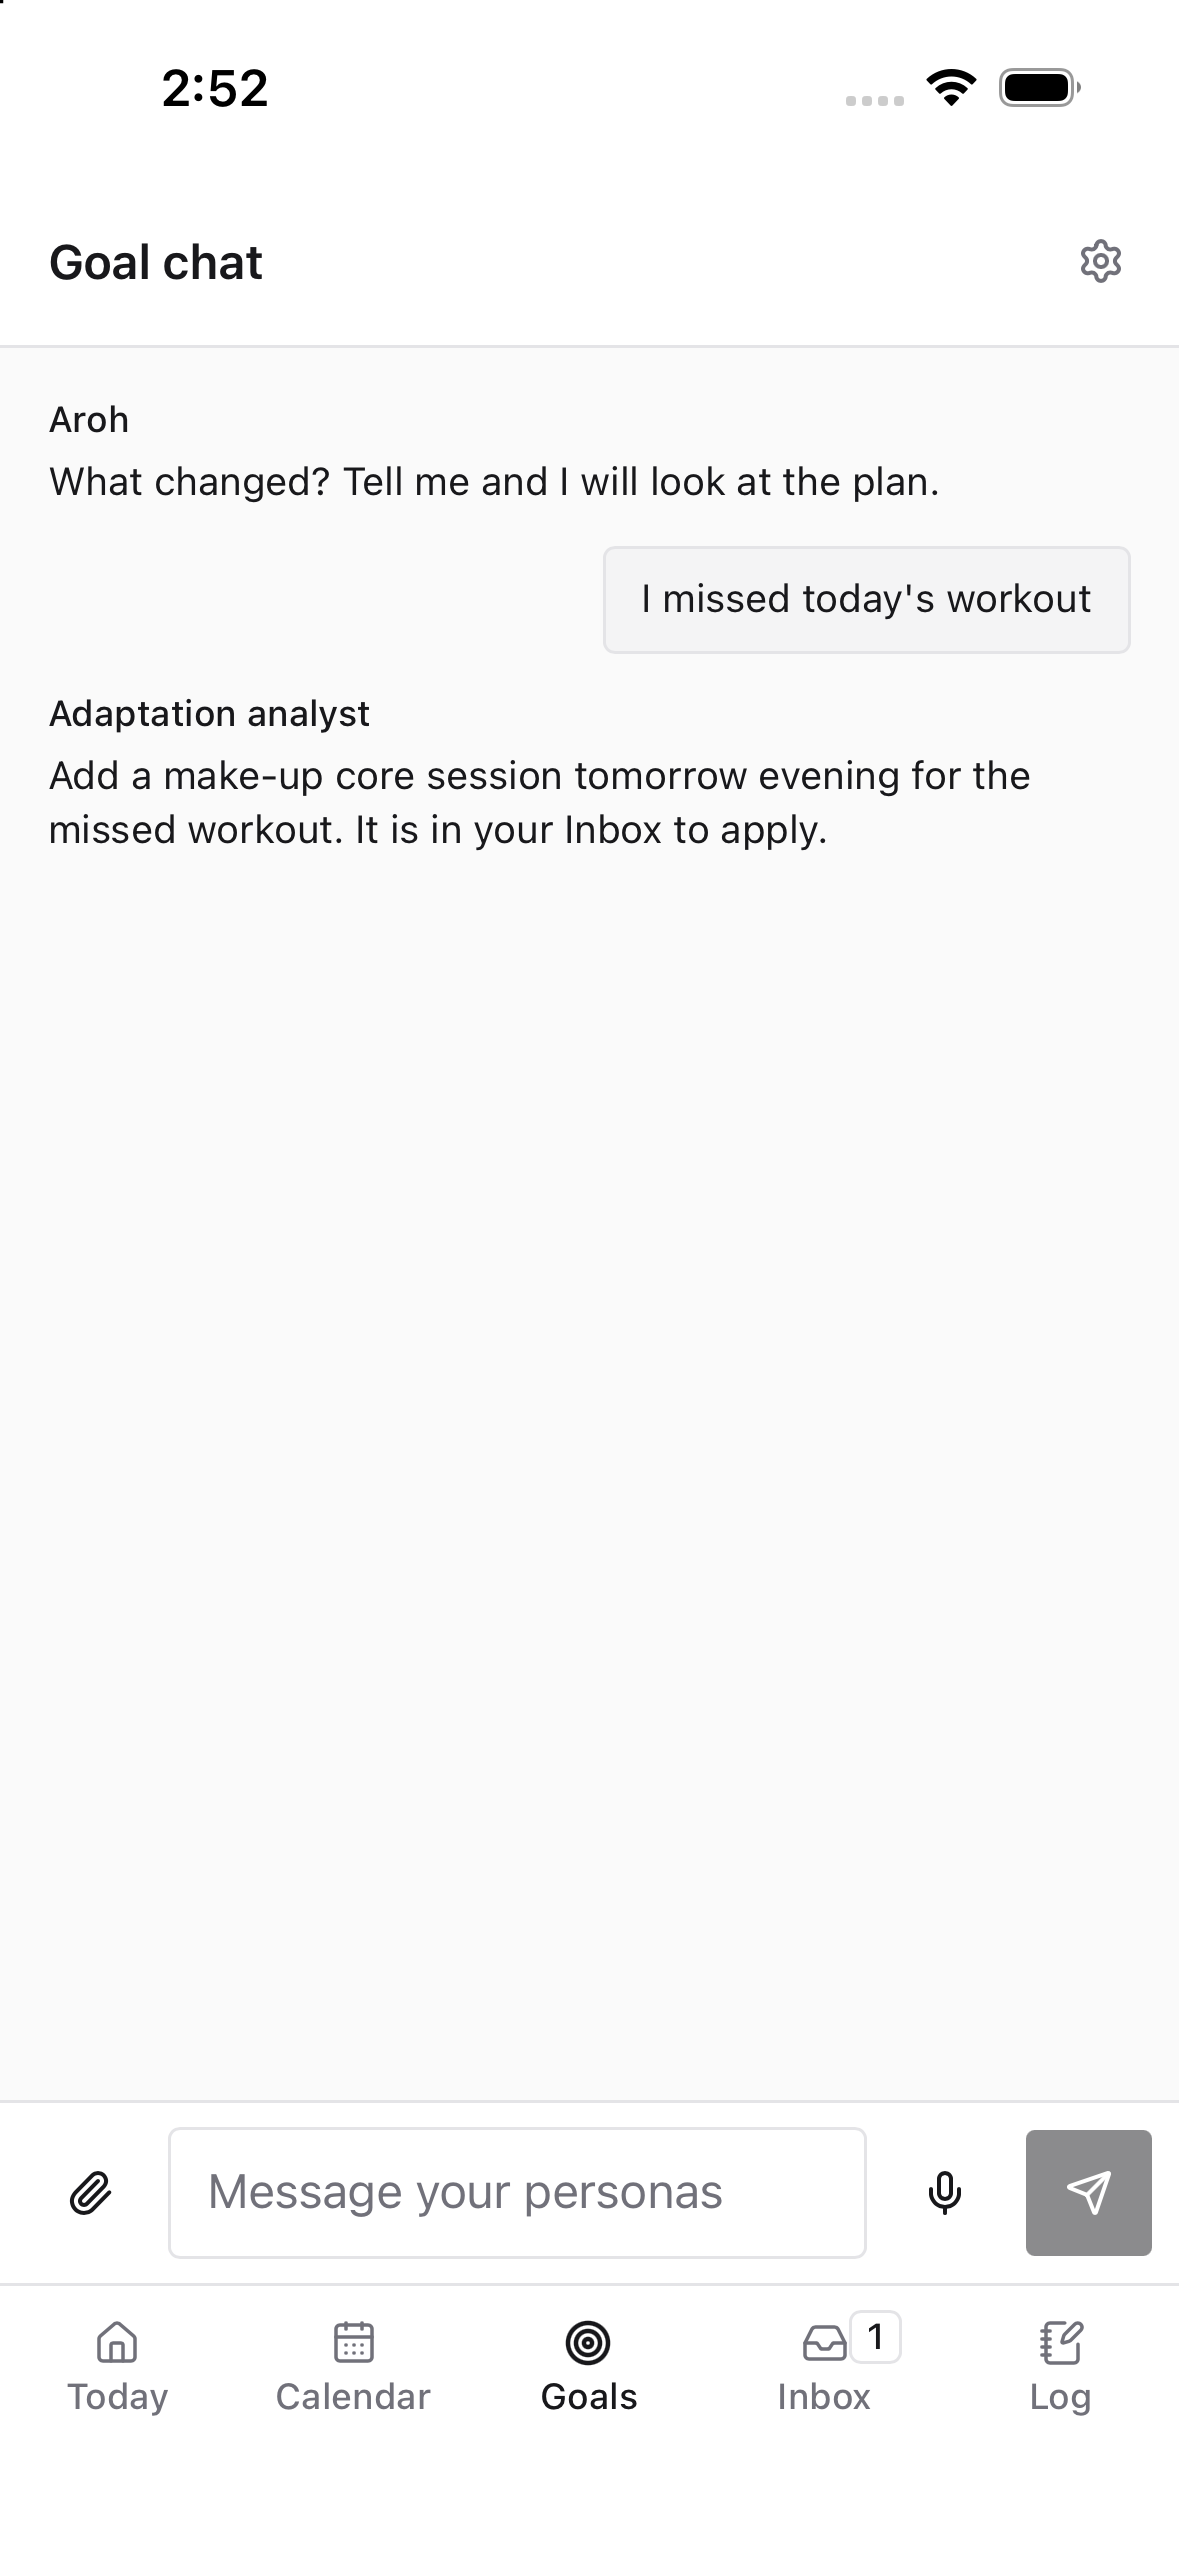 2:52
Goal chat
Aroh
What changed? Tell me and I will look at the plan.
I missed today's workout
Adaptation analyst
Add a make-up core session tomorrow evening for the
missed workout. It is in your Inbox to apply.
Message your personas
1
Today
Calendar
Goals
Inbox
Log